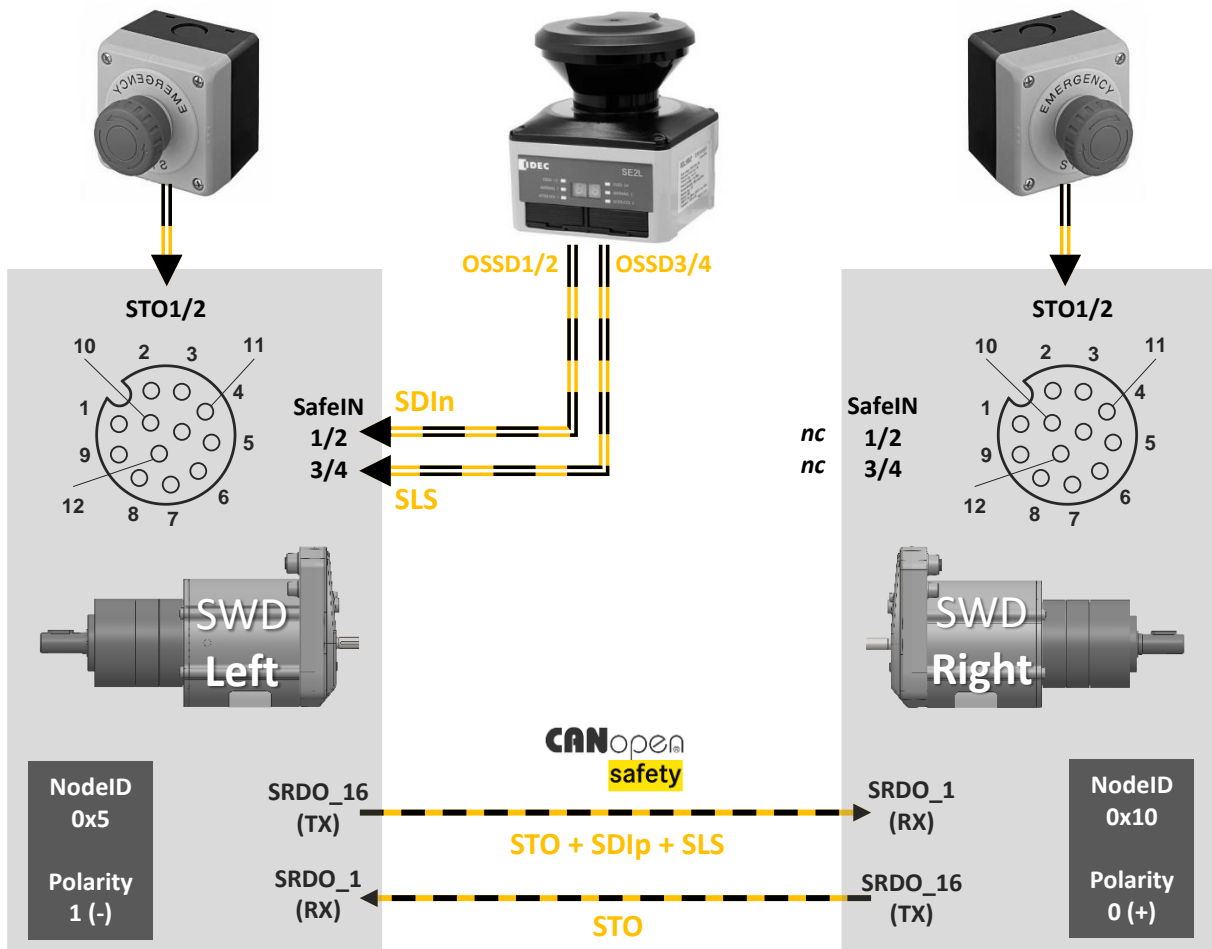 EMERGENCY
ST
EMERGENCY
ST
IDEC
SE2L
OSSD1/2
OSSD3/4
STO1/2
10
2
3
11
1
4
9
5
12
8
7
6
SafeIN
1/2
3/4
SDIn
SLS
STO1/2
10
2
3
11
1
4
9
5
12
8
7
6
SafeIN
nc 1/2
nc 3/4
SWD
Left
SWD
Right
CANopen
safety
NodeID
0x5
Polarity
1 (-)
SRDO_16
(TX)
SRDO_1
(RX)
STO + SDIp + SLS
SRDO_1
(RX)
SRDO_16
(TX)
STO
NodeID
0x10
Polarity
0 (+)